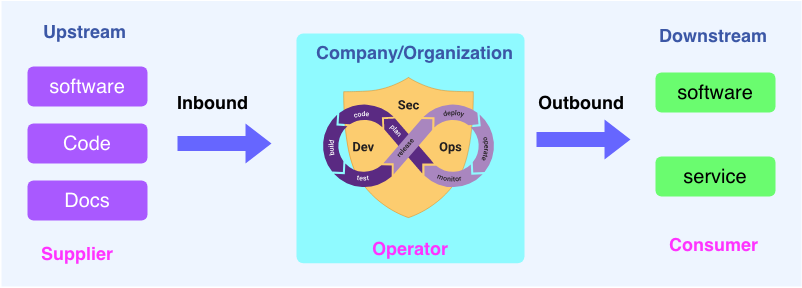 Upstream
software
Code
Docs
Supplier
Inbound
Company/Organization
Sec
Dev
Ops
code
plan
build
test
release
deploy
operate
monitor
Operator
Outbound
Downstream
software
service
Consumer